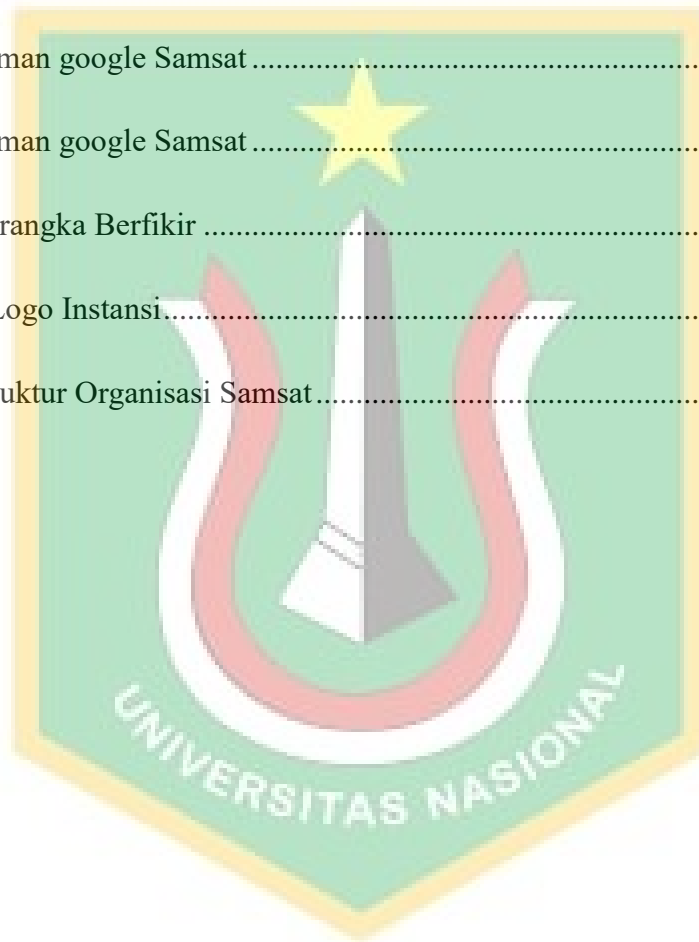 man google Samsat ........................................................
man google Samsat ........................................................
rangka Berfikir ........................................................
Logo Instansi........................................................
uktur Organisasi Samsat........................................................
UNIVERSITAS NASIONAL